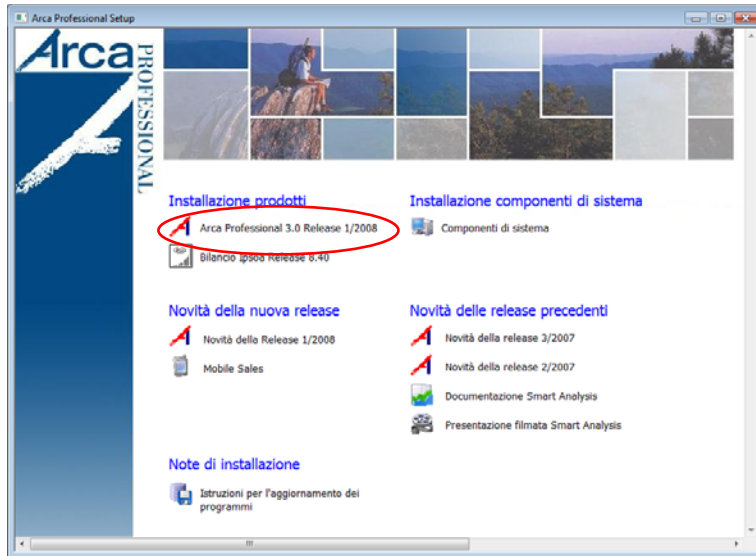 Arca Professional Setup
Arca
PROFESSIONAL
Installazione prodotti
Arca Professional 3.0 Release 1/2008
Bilancio Ipsoa Release 8.40
Installazione componenti di sistema
Componenti di sistema
Novità della nuova release
Novità della Release 1/2008
Mobile Sales
Novità delle release precedenti
Novità della release 3/2007
Novità della release 2/2007
Documentazione Smart Analysis
Presentazione filmata Smart Analysis
Note di installazione
Istruzioni per l'aggiornamento dei
programmi